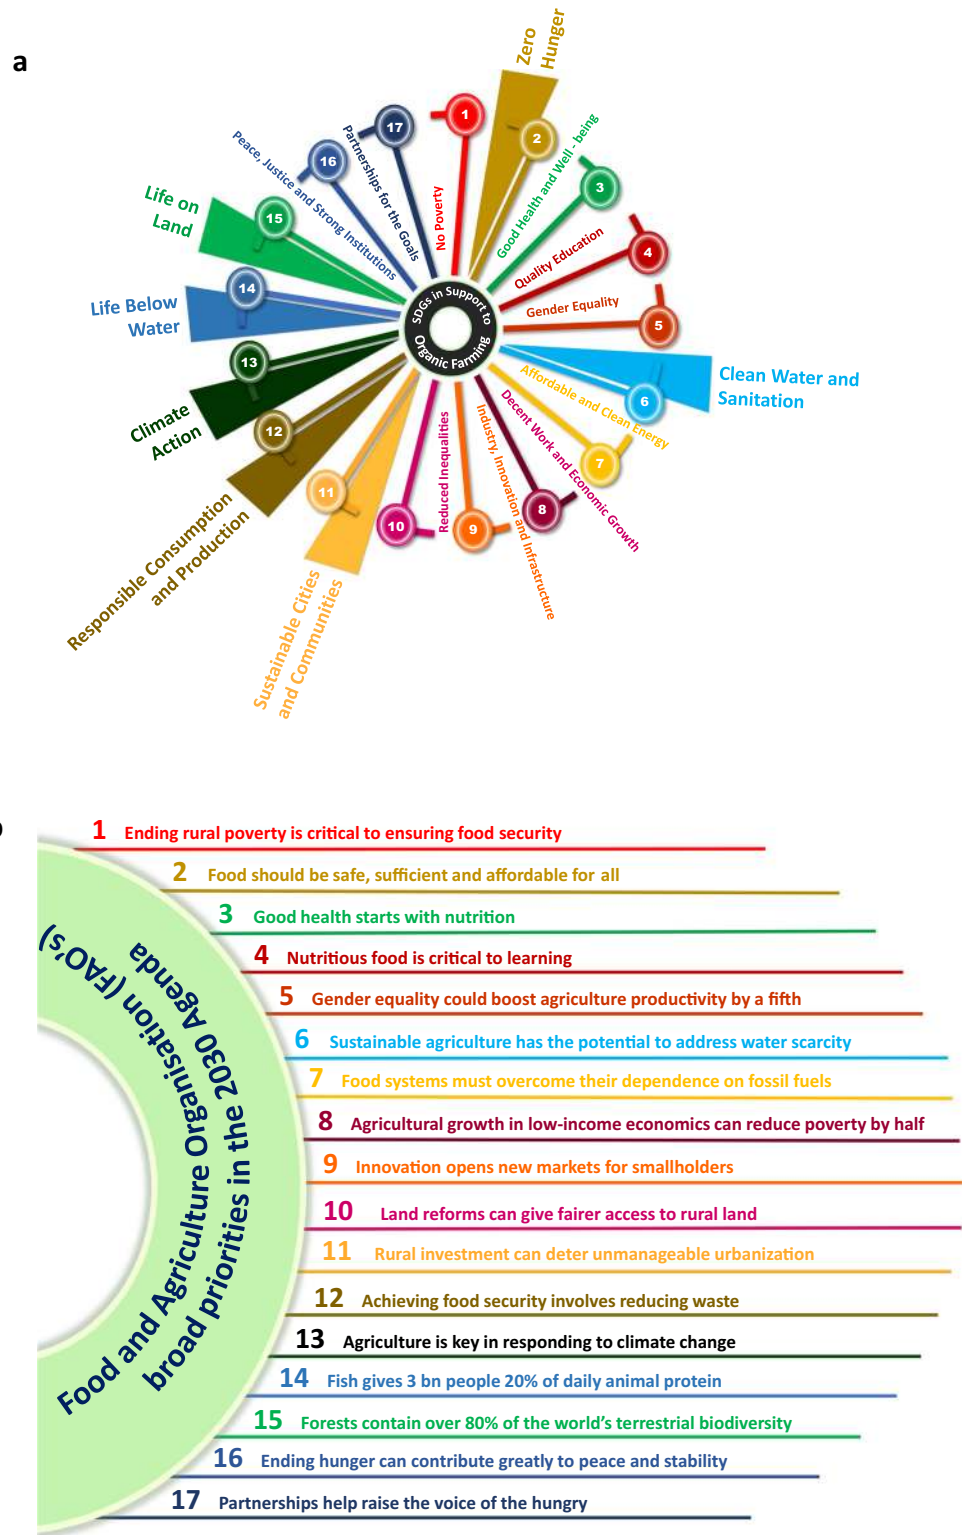 a
SDGs in Support to
Organic Farming
1
No Poverty
2
Zero
Hunger
3
Good Health and Well - being
4
Quality Education
5
Gender Equality
6
Clean Water and
Sanitation
7
Affordable and Clean Energy
8
Decent Work and Economic Growth
9
Industry, Innovation and Infrastructure
10
Reduced Inequalities
11
Sustainable Cities
and Communities
12
Responsible Consumption
and Production
13
Climate
Action
14
Life Below
Water
15
Life on
Land
16
Peace, Justice and Strong Institutions
17
Partnerships for the Goals
Food and Agriculture Organisation (FAO's)
broad priorities in the 2030 Agenda
1 Ending rural poverty is critical to ensuring food security
2 Food should be safe, sufficient and affordable for all
3 Good health starts with nutrition
4 Nutritious food is critical to learning
5 Gender equality could boost agriculture productivity by a fifth
6 Sustainable agriculture has the potential to address water scarcity
7 Food systems must overcome their dependence on fossil fuels
8 Agricultural growth in low-income economics can reduce poverty by half
9 Innovation opens new markets for smallholders
10 Land reforms can give fairer access to rural land
11 Rural investment can deter unmanageable urbanization
12 Achieving food security involves reducing waste
13 Agriculture is key in responding to climate change
14 Fish gives 3 bn people 20% of daily animal protein
15 Forests contain over 80% of the world's terrestrial biodiversity
16 Ending hunger can contribute greatly to peace and stability
17 Partnerships help raise the voice of the hungry